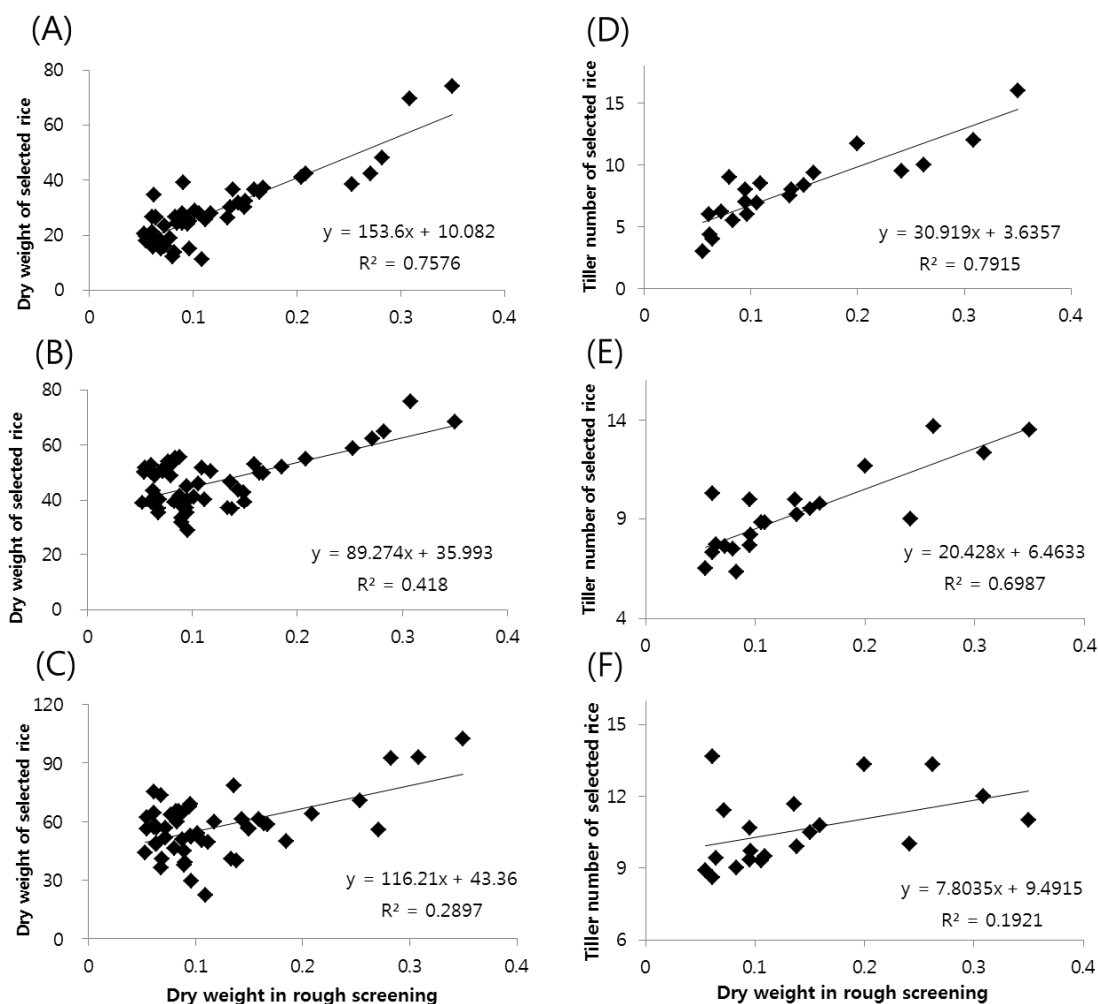 (A)
Dry weight of selected rice
80
60
40
20
0
0 0.1 0.2 0.3 0.4
y = 153.6x + 10.082
R² = 0.7576
(B)
Dry weight of selected rice
80
60
40
20
0
0 0.1 0.2 0.3 0.4
y = 89.274x + 35.993
R² = 0.418
(C)
Dry weight of selected rice
120
90
60
30
0
0 0.1 0.2 0.3 0.4
y = 116.21x + 43.36
R² = 0.2897
Dry weight in rough screening
(D)
Tiller number of selected rice
15
10
5
0
0 0.1 0.2 0.3 0.4
y = 30.919x + 3.6357
R² = 0.7915
(E)
Tiller number of selected rice
14
9
4
0 0.1 0.2 0.3 0.4
y = 20.428x + 6.4633
R² = 0.6987
(F)
Tiller number of selected rice
15
12
9
6
0 0.1 0.2 0.3 0.4
y = 7.8035x + 9.4915
R² = 0.1921
Dry weight in rough screening